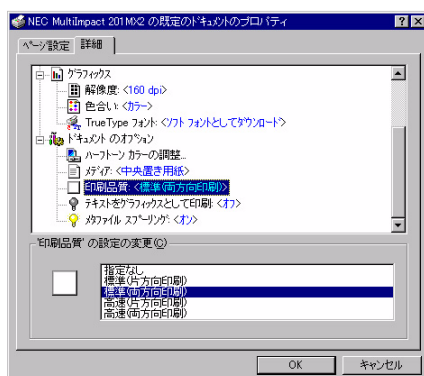 NEC MultiImpact 201MX2 の既定のドキュメントのプロパティ
ページ設定 詳細
グラフィックス
解像度: <160 dpi>
色合い: <カラー>
TrueType フォント: <ソフト フォントとしてダウンロード>
ドキュメントのオプション
ハーフトーン カラーの調整...
メディア: <中央置き用紙>
印刷品質: <標準(両方向印刷)>
テキストをグラフィックスとして印刷: <オフ>
メタファイル スプーリング: <オン>
'印刷品質' の設定の変更(C)
指定なし
標準(片方向印刷)
標準(両方向印刷)
高速(片方向印刷)
高速(両方向印刷)
OK キャンセル